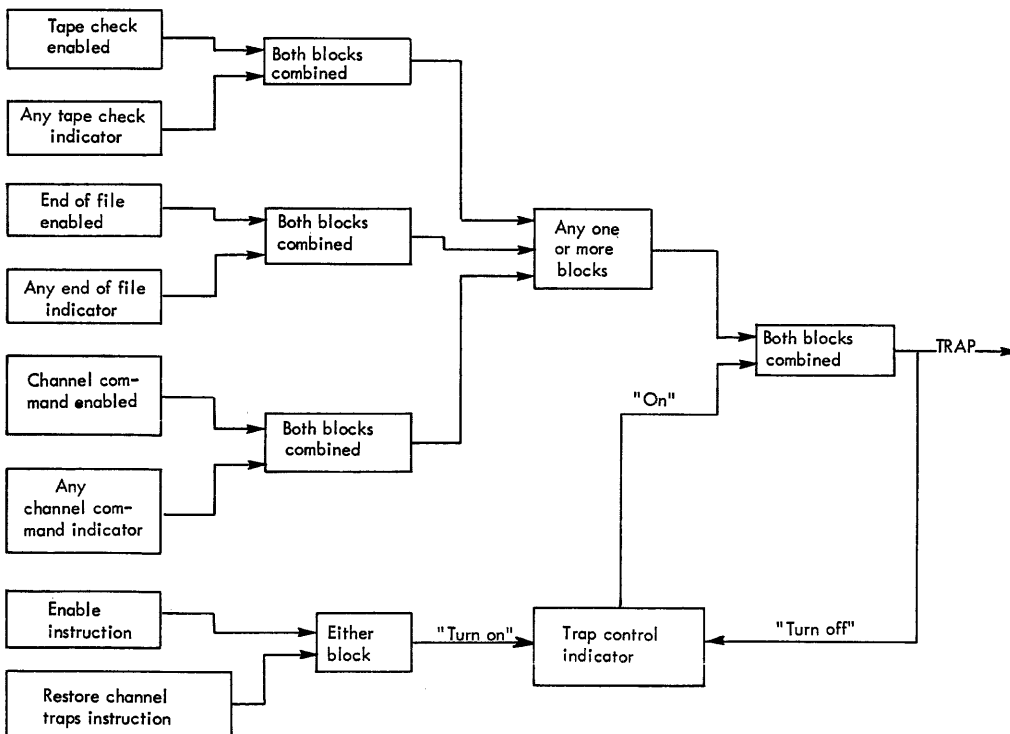 Tape check
enabled
Both blocks
combined
Any tape check
indicator
End of file
enabled
Both blocks
combined
Any one
or more
blocks
Any end of file
indicator
Both blocks
combined
TRAP
Channel com-
mand enabled
"On"
Both blocks
combined
Any
channel com-
mand indicator
Enable
instruction
Either
block
"Turn on"
Trap control
indicator
"Turn off"
Restore channel
traps instruction